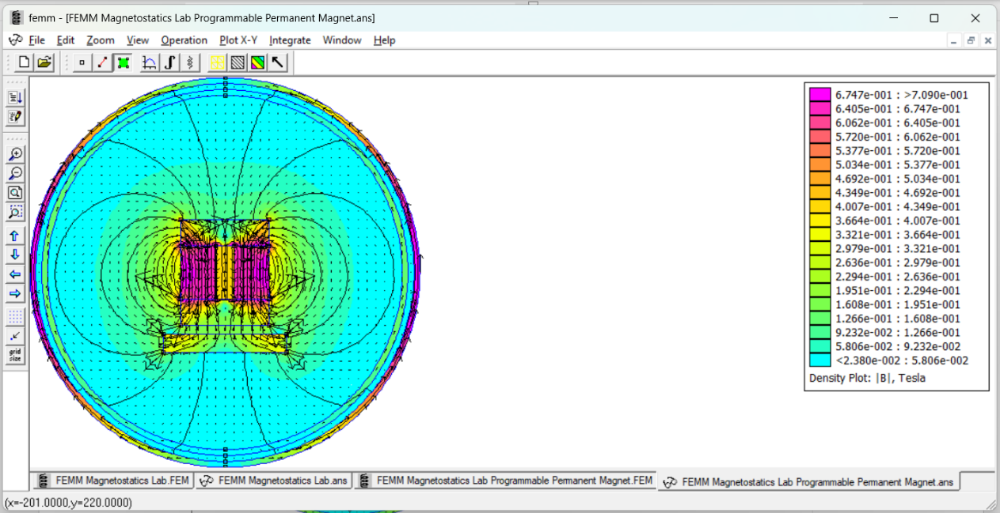 femm - [FEMM Magnetostatics Lab Programmable Permanent Magnet.ans]
File Edit Zoom View Operation Plot X-Y Integrate Window Help
6.747e-001 : >7.090e-001
6.405e-001 : 6.747e-001
6.062e-001 : 6.405e-001
5.720e-001 : 6.062e-001
5.377e-001 : 5.720e-001
5.034e-001 : 5.377e-001
4.692e-001 : 5.034e-001
4.349e-001 : 4.692e-001
4.007e-001 : 4.349e-001
3.664e-001 : 4.007e-001
3.321e-001 : 3.664e-001
2.979e-001 : 3.321e-001
2.636e-001 : 2.979e-001
2.294e-001 : 2.636e-001
1.951e-001 : 2.294e-001
1.608e-001 : 1.951e-001
1.266e-001 : 1.608e-001
9.232e-002 : 1.266e-001
5.806e-002 : 9.232e-002
<2.380e-002 : 5.806e-002
Density Plot: |B|, Tesla
grid
size
FEMM Magnetostatics Lab.FEM FEMM Magnetostatics Lab.ans FEMM Magnetostatics Lab Programmable Permanent Magnet.FEM FEMM Magnetostatics Lab Programmable Permanent Magnet.ans
(x=-201.0000,y=220.0000)